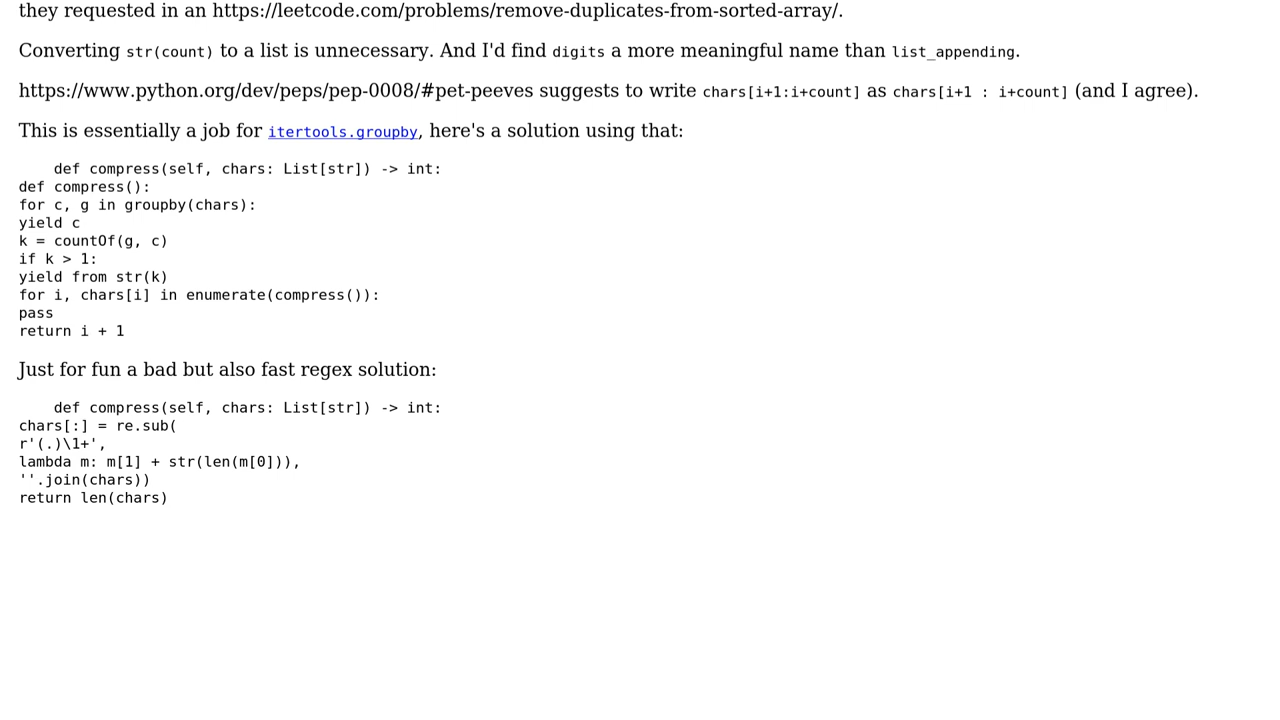 they requested in an https://leetcode.com/problems/remove-duplicates-from-sorted-array/.
Converting str(count) to a list is unnecessary. And I'd find digits a more meaningful name than list_appending.
https://www.python.org/dev/peps/pep-0008/#pet-peeves suggests to write chars[i+1:i+count] as chars[i+1 : i+count] (and I agree).
This is essentially a job for itertools.groupby, here's a solution using that:
    def compress(self, chars: List[str]) -> int:
def compress():
for c, g in groupby(chars):
yield c
k = countOf(g, c)
if k > 1:
yield from str(k)
for i, chars[i] in enumerate(compress()):
pass
return i + 1
Just for fun a bad but also fast regex solution:
    def compress(self, chars: List[str]) -> int:
chars[:] = re.sub(
r'(.)\1+',
lambda m: m[1] + str(len(m[0])),
''.join(chars))
return len(chars)